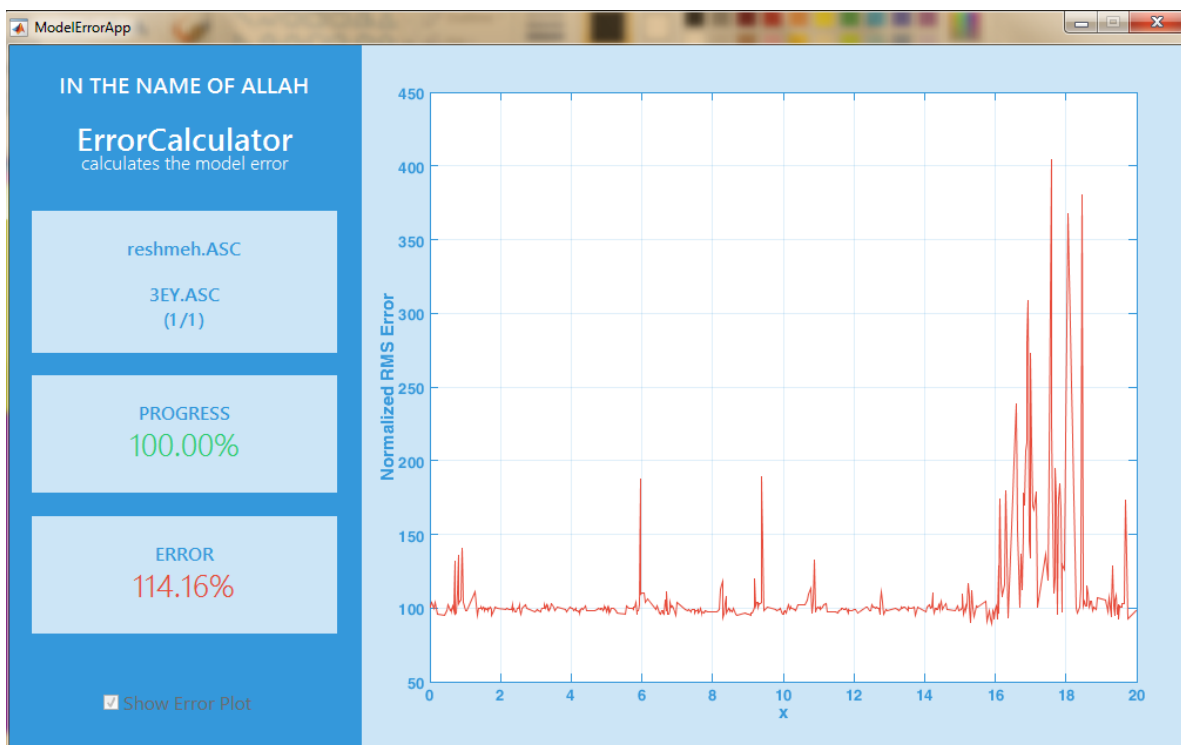 ModelErrorApp
IN THE NAME OF ALLAH
ErrorCalculator
calculates the model error
reshmeh.ASC
3EY.ASC
(1/1)
PROGRESS
100.00%
ERROR
114.16%
Show Error Plot
Normalized RMS Error
450
400
350
300
250
200
150
100
50
0 2 4 6 8 10 12 14 16 18 20
x